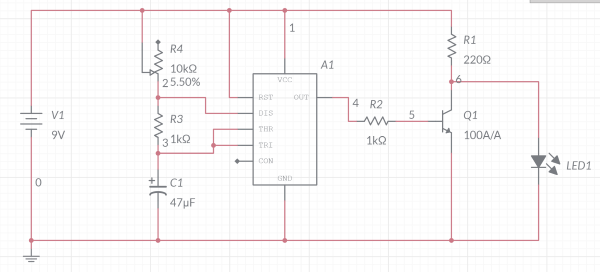 1
R1
220Ω
R4
10kΩ
2 5.50%
A1
VCC
RST
OUT
DIS
THR
TRI
CON
GND
6
V1
9V
R3
1kΩ
3
4
R2
1kΩ
5
Q1
100A/A
LED1
0
C1
+
47µF